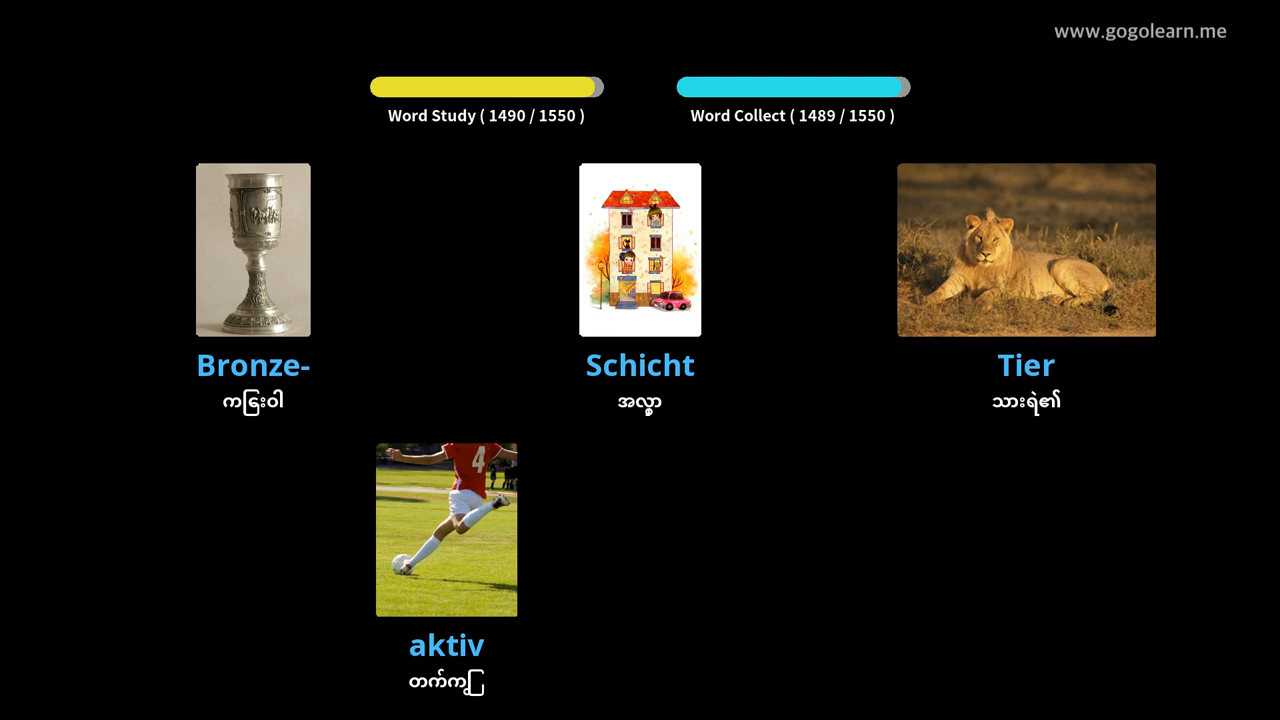 www.gogolearn.me
Word Study ( 1490 / 1550 )
Word Collect ( 1489 / 1550 )
Bronze-
ကြေးဝါ
Schicht
အလွှာ
Tier
သားရဲ၏
4
aktiv
တက်ကြွ